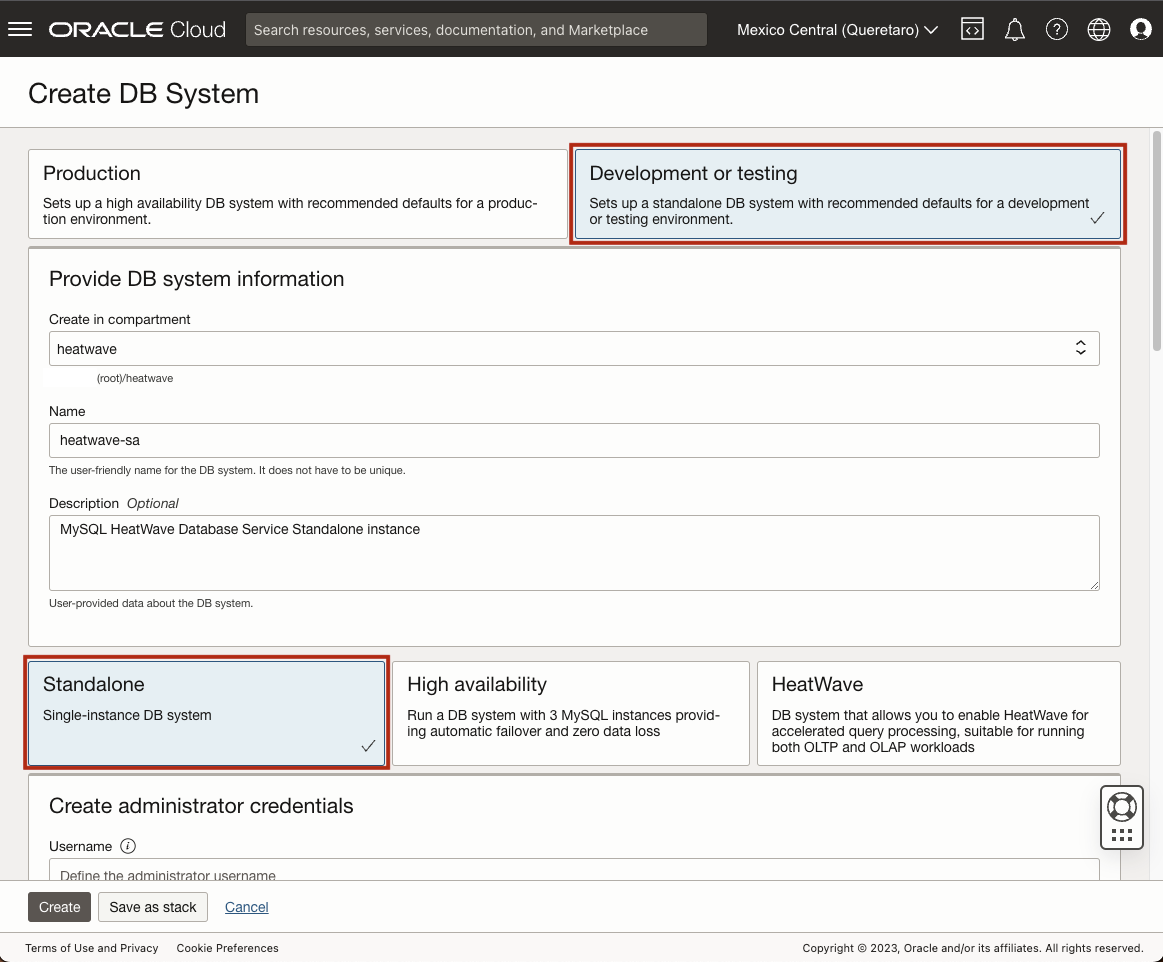 ORACLE Cloud
Search resources, services, documentation, and Marketplace
Mexico Central (Queretaro)
Create DB System
Production
Sets up a high availability DB system with recommended defaults for a produc-
tion environment.
Development or testing
Sets up a standalone DB system with recommended defaults for a development
or testing environment.
Provide DB system information
Create in compartment
heatwave
(root)/heatwave
Name
heatwave-sa
The user-friendly name for the DB system. It does not have to be unique.
Description Optional
MySQL HeatWave Database Service Standalone instance
User-provided data about the DB system.
Standalone
Single-instance DB system
High availability
Run a DB system with 3 MySQL instances provid-
ing automatic failover and zero data loss
HeatWave
DB system that allows you to enable HeatWave for
accelerated query processing, suitable for running
both OLTP and OLAP workloads
Create administrator credentials
Username
Define the administrator username
Create
Save as stack
Cancel
Terms of Use and Privacy
Cookie Preferences
Copyright © 2023, Oracle and/or its affiliates. All rights reserved.